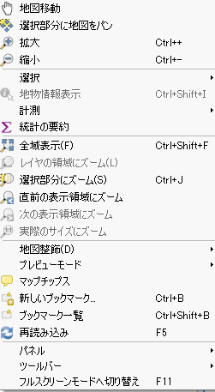 地図移動
選択部分に地図をパン
拡大 Ctrl++
縮小 Ctrl+-
選択
地物情報表示 Ctrl+Shift+I
計測
統計の要約
全域表示(F) Ctrl+Shift+F
レイヤの領域にズーム(L)
選択部分にズーム(S) Ctrl+J
直前の表示領域にズーム
次の表示領域にズーム
実際のサイズにズーム
地図整飾(D)
プレビューモード
マップチップス
新しいブックマーク... Ctrl+B
ブックマーク一覧 Ctrl+Shift+B
再読み込み F5
パネル
ツールバー
フルスクリーンモードへ切り替え F11